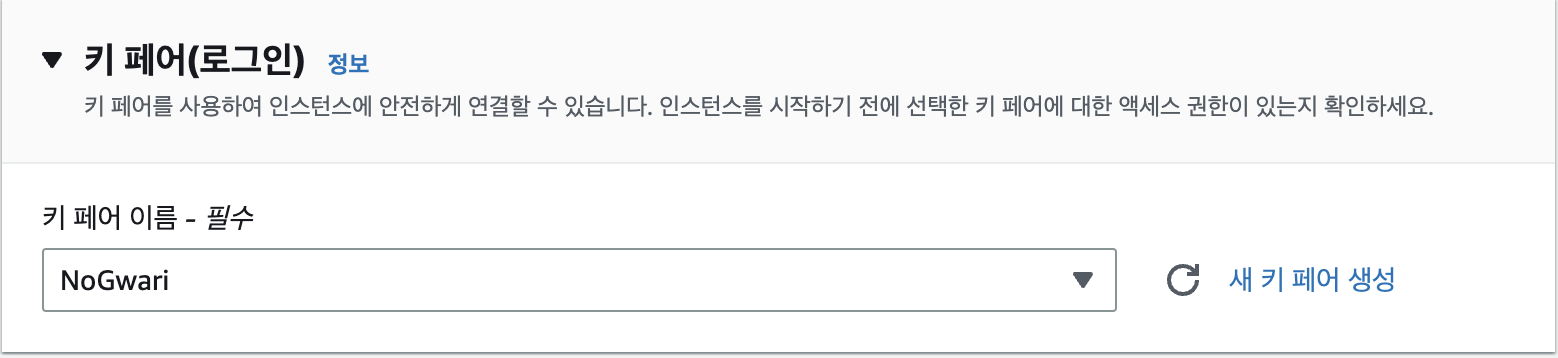 키 페어(로그인) 정보
키 페어를 사용하여 인스턴스에 안전하게 연결할 수 있습니다. 인스턴스를 시작하기 전에 선택한 키 페어에 대한 액세스 권한이 있는지 확인하세요.
키 페어 이름 - 필수
NoGwari 새 키 페어 생성